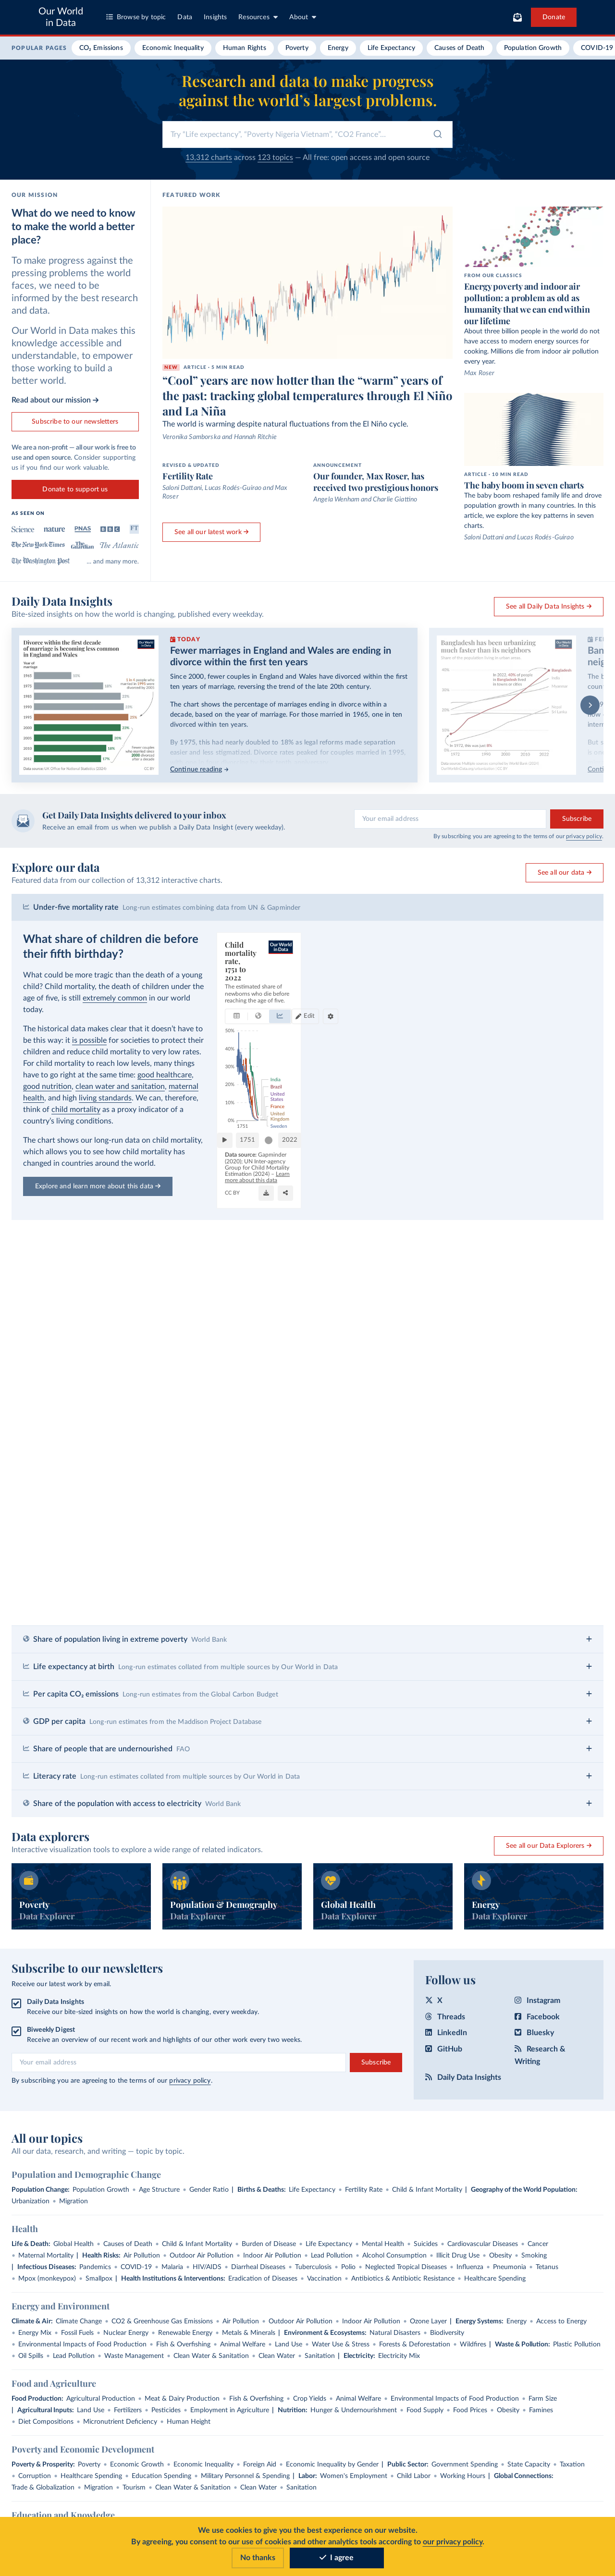 Our World
in Data
Browse by topic
Data
Insights
Resources
About
Donate
POPULAR PAGES
CO₂ Emissions
Economic Inequality
Human Rights
Poverty
Energy
Life Expectancy
Causes of Death
Population Growth
COVID-19
Research and data to make progress
against the world's largest problems.
Try "Life expectancy", "Poverty Nigeria Vietnam", "CO2 France"...
13,312 charts across 123 topics — All free: open access and open source
OUR MISSION
What do we need to know
to make the world a better
place?
To make progress against the
pressing problems the world
faces, we need to be
informed by the best research
and data.
Our World in Data makes this
knowledge accessible and
understandable, to empower
those working to build a
better world.
Read about our mission →
Subscribe to our newsletters
We are a non-profit — all our work is free to
use and open source. Consider supporting
us if you find our work valuable.
Donate to support us
AS SEEN ON
Science
nature
PNAS
BBC
FT
The New York Times
The Guardian
The Atlantic
The Washington Post
... and many more.
FEATURED WORK
NEW ARTICLE • 3 MIN READ
"Cool" years are now hotter than the "warm" years of
the past: tracking global temperatures through El Niño
and La Niña
The world is warming despite natural fluctuations from the El Niño cycle.
Veronika Samborska and Hannah Ritchie
REVISED & UPDATED
Fertility Rate
Saloni Dattani, Lucas Rodés-Guirao and Max
Roser
ANNOUNCEMENT
Our founder, Max Roser, has
received two prestigious honors
Angela Wenham and Charlie Giattino
See all our latest work →
FROM OUR CLASSICS
Energy poverty and indoor air
pollution: a problem as old as
humanity that we can end within
our lifetime
About three billion people in the world do not
have access to modern energy sources for
cooking. Millions die from indoor air pollution
every year.
Max Roser
ARTICLE • 10 MIN READ
The baby boom in seven charts
The baby boom reshaped family life and drove
population growth in many countries. In this
article, we explore the key patterns in seven
charts.
Saloni Dattani and Lucas Rodés-Guirao
Daily Data Insights
Bite-sized insights on how the world is changing, published every weekday.
See all Daily Data Insights →
Divorce within the first decade
of marriage is becoming less common
in England and Wales
TODAY
Fewer marriages in England and Wales are ending in
divorce within the first ten years
Since 2000, fewer couples in England and Wales have divorced within the first
ten years of marriage, reversing the trend of the late 20th century.
The chart shows the percentage of marriages ending in divorce within a
decade, based on the year of marriage. For those married in 1965, one in ten
divorced within ten years.
By 1975, this had nearly doubled to 18% as legal reforms made separation
easier and less stigmatized. Divorce rates peaked for couples married in 1995,
Continue reading →
Bangladesh has been urbanizing
much faster than its neighbors
Get Daily Data Insights delivered to your inbox
Receive an email from us when we publish a Daily Data Insight (every weekday).
Your email address
Subscribe
By subscribing you are agreeing to the terms of our privacy policy.
Explore our data
Featured data from our collection of 13,312 interactive charts.
See all our data →
Under-five mortality rate Long-run estimates combining data from UN & Gapminder
What share of children die before
their fifth birthday?
What could be more tragic than the death of a young
child? Child mortality, the death of children under the
age of five, is still extremely common in our world
today.
The historical data makes clear that it doesn't have to
be this way: it is possible for societies to protect their
children and reduce child mortality to very low rates.
For child mortality to reach low levels, many things
have to go right at the same time: good healthcare,
good nutrition, clean water and sanitation, maternal
health, and high living standards. We can, therefore,
think of child mortality as a proxy indicator of a
country's living conditions.
The chart shows our long-run data on child mortality,
which allows you to see how child mortality has
changed in countries around the world.
Explore and learn more about this data →
Child
mortality
rate,
1751 to
2022
Our World
in Data
The estimated share of
newborns who die before
reaching the age of five.
Edit
50%
40%
30%
20%
10%
0%
India
Brazil
United
States
France
United
Kingdom
Sweden
1751
1751
2022
Data source: Gapminder
(2020); UN Inter-agency
Group for Child Mortality
Estimation (2024) – Learn
more about this data
CC BY
Share of population living in extreme poverty World Bank
Life expectancy at birth Long-run estimates collated from multiple sources by Our World in Data
Per capita CO₂ emissions Long-run estimates from the Global Carbon Budget
GDP per capita Long-run estimates from the Maddison Project Database
Share of people that are undernourished FAO
Literacy rate Long-run estimates collated from multiple sources by Our World in Data
Share of the population with access to electricity World Bank
Data explorers
Interactive visualization tools to explore a wide range of related indicators.
See all our Data Explorers →
Poverty
Data Explorer
Population & Demography
Data Explorer
Global Health
Data Explorer
Energy
Data Explorer
Subscribe to our newsletters
Receive our latest work by email.
Daily Data Insights
Receive our bite-sized insights on how the world is changing, every weekday.
Biweekly Digest
Receive an overview of our recent work and highlights of our other work every two weeks.
Your email address
Subscribe
By subscribing you are agreeing to the terms of our privacy policy.
Follow us
X
Instagram
Threads
Facebook
LinkedIn
Bluesky
GitHub
Research &
Writing
Daily Data Insights
All our topics
All our data, research, and writing — topic by topic.
Population and Demographic Change
Population Change: Population Growth • Age Structure • Gender Ratio | Births & Deaths: Life Expectancy • Fertility Rate • Child & Infant Mortality | Geography of the World Population:
Urbanization • Migration
Health
Life & Death: Global Health • Causes of Death • Child & Infant Mortality • Burden of Disease • Life Expectancy • Mental Health • Suicides • Cardiovascular Diseases • Cancer
• Maternal Mortality | Health Risks: Air Pollution • Outdoor Air Pollution • Indoor Air Pollution • Lead Pollution • Alcohol Consumption • Illicit Drug Use • Obesity • Smoking
| Infectious Diseases: Pandemics • COVID-19 • Malaria • HIV/AIDS • Diarrheal Diseases • Tuberculosis • Polio • Neglected Tropical Diseases • Influenza • Pneumonia • Tetanus
• Mpox (monkeypox) • Smallpox | Health Institutions & Interventions: Eradication of Diseases • Vaccination • Antibiotics & Antibiotic Resistance • Healthcare Spending
Energy and Environment
Climate & Air: Climate Change • CO2 & Greenhouse Gas Emissions • Air Pollution • Outdoor Air Pollution • Indoor Air Pollution • Ozone Layer | Energy Systems: Energy • Access to Energy
• Energy Mix • Fossil Fuels • Nuclear Energy • Renewable Energy • Metals & Minerals | Environment & Ecosystems: Natural Disasters • Biodiversity
• Environmental Impacts of Food Production • Fish & Overfishing • Animal Welfare • Land Use • Water Use & Stress • Forests & Deforestation • Wildfires | Waste & Pollution: Plastic Pollution
• Oil Spills • Lead Pollution • Waste Management • Clean Water & Sanitation • Clean Water • Sanitation | Electricity: Electricity Mix
Food and Agriculture
Food Production: Agricultural Production • Meat & Dairy Production • Fish & Overfishing • Crop Yields • Animal Welfare • Environmental Impacts of Food Production • Farm Size
| Agricultural Inputs: Land Use • Fertilizers • Pesticides • Employment in Agriculture | Nutrition: Hunger & Undernourishment • Food Supply • Food Prices • Obesity • Famines
• Diet Compositions • Micronutrient Deficiency • Human Height
Poverty and Economic Development
Poverty & Prosperity: Poverty • Economic Growth • Economic Inequality • Foreign Aid • Economic Inequality by Gender | Public Sector: Government Spending • State Capacity • Taxation
• Corruption • Healthcare Spending • Education Spending • Military Personnel & Spending | Labor: Women's Employment • Child Labor • Working Hours | Global Connections:
Trade & Globalization • Migration • Tourism • Clean Water & Sanitation • Clean Water • Sanitation
Education and Knowledge
We use cookies to give you the best experience on our website.
By agreeing, you consent to our use of cookies and other analytics tools according to our privacy policy.
No thanks
I agree